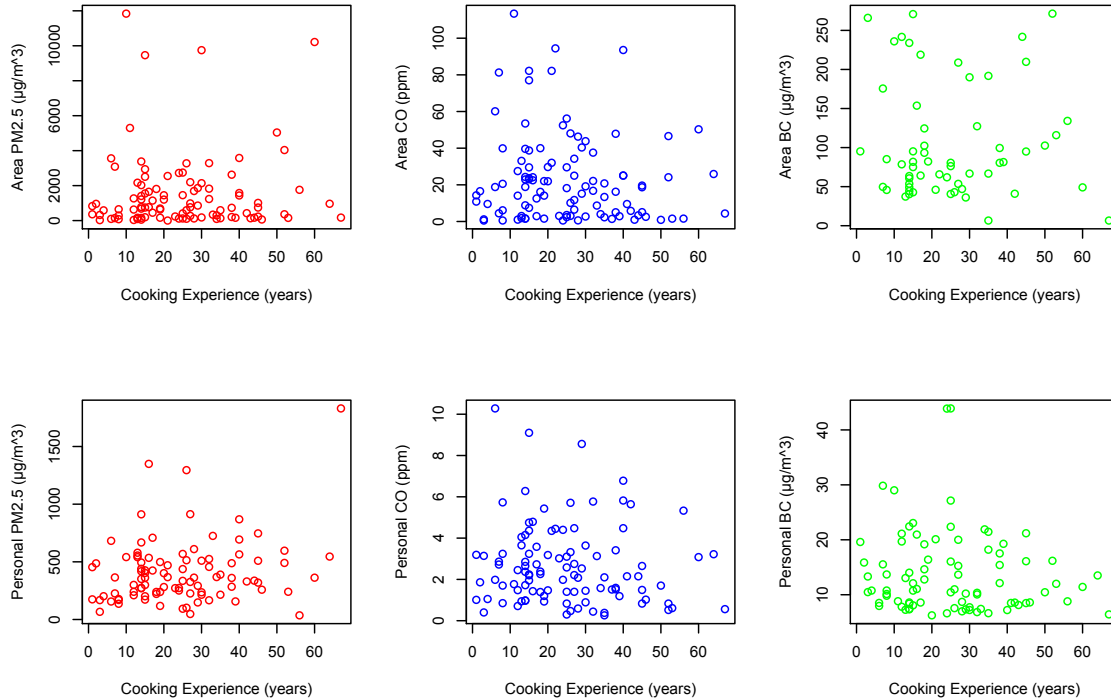 Area PM2.5 (µg/m^3)
0 2000 6000 10000
0 10 20 30 40 50 60
Cooking Experience (years)
Area CO (ppm)
0 20 40 60 80 100
0 10 20 30 40 50 60
Cooking Experience (years)
Area BC (µg/m^3)
0 50 100 150 200 250
0 10 20 30 40 50 60
Cooking Experience (years)
Personal PM2.5 (µg/m^3)
0 500 1000 1500
0 10 20 30 40 50 60
Cooking Experience (years)
Personal CO (ppm)
0 2 4 6 8 10
0 10 20 30 40 50 60
Cooking Experience (years)
Personal BC (µg/m^3)
10 20 30 40
0 10 20 30 40 50 60
Cooking Experience (years)